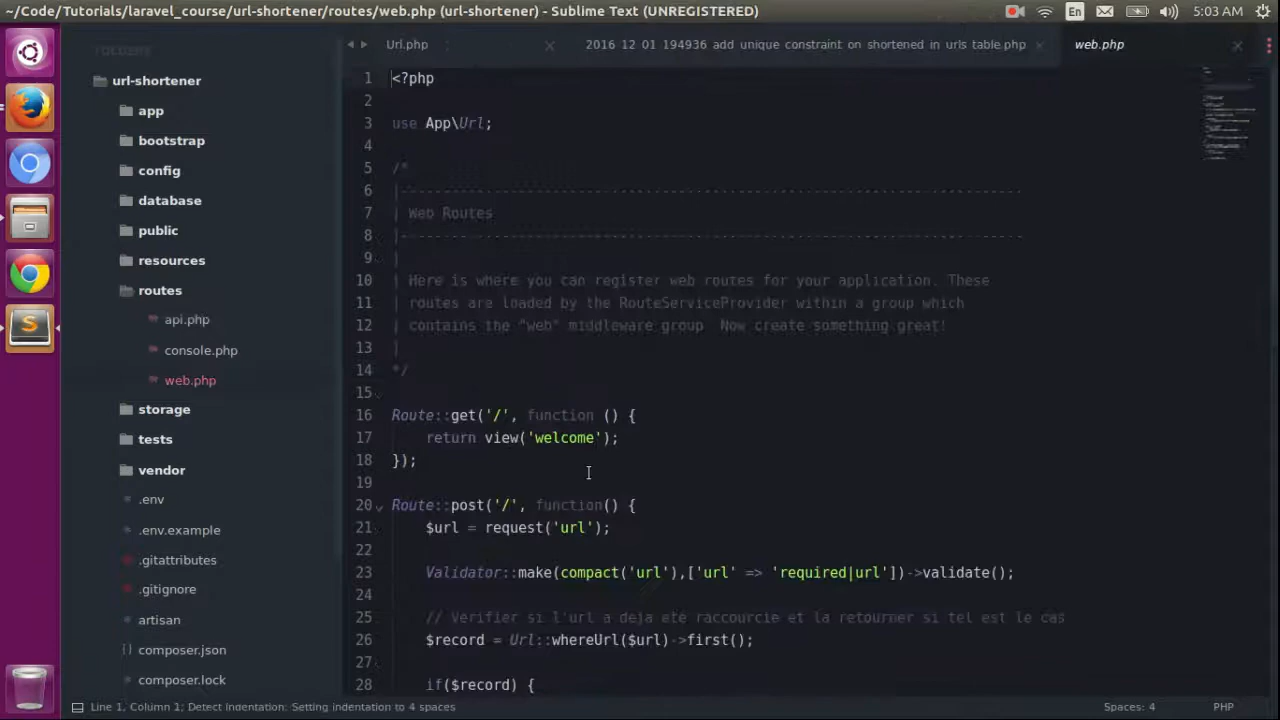 ~/Code/Tutorials/laravel_course/url-shortener/routes/web.php (url-shortener) - Sublime Text (UNREGISTERED)
En
5:03 AM
FOLDERS
url-shortener
app
bootstrap
config
database
public
resources
routes
api.php
console.php
web.php
storage
tests
vendor
.env
.env.example
.gitattributes
.gitignore
artisan
composer.json
composer.lock
Url.php
2016 12 01 194936 add unique constraint on shortened in urls table.php
web.php
1 <?php
2
3 use App\Url;
4
5 /*
6 |--------------------------------------------------------------------------
7 | Web Routes
8 |--------------------------------------------------------------------------
9 |
10 | Here is where you can register web routes for your application. These
11 | routes are loaded by the RouteServiceProvider within a group which
12 | contains the "web" middleware group  Now create something great!
13 |
14 */
15
16 Route::get('/', function () {
17 return view('welcome');
18 });
19
20 Route::post('/', function() {
21 $url = request('url');
22
23 Validator::make(compact('url'),['url' => 'required|url'])->validate();
24
25 // Verifier si l'url a deja ete raccourcie et la retourner si tel est le cas
26 $record = Url::whereUrl($url)->first();
27
28 if($record) {
Line 1, Column 1; Detect Indentation: Setting indentation to 4 spaces
Spaces: 4
PHP